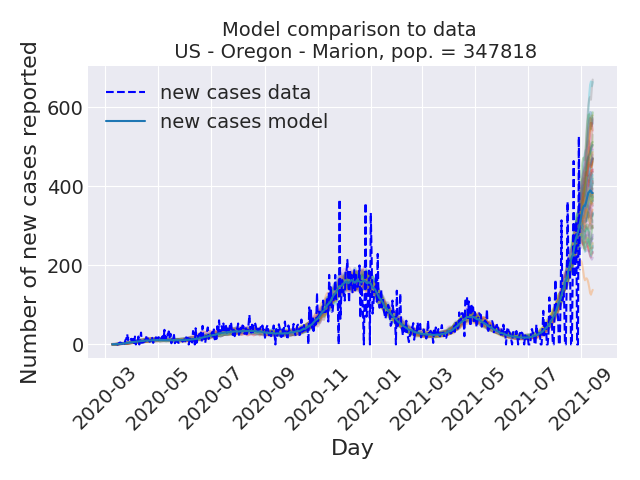 Model comparison to data
US - Oregon - Marion, pop. = 347818
Number of new cases reported
600
400
200
0
new cases data
new cases model
2020-03
2020-05
2020-07
2020-09
2020-11
2021-01
2021-03
2021-05
2021-07
2021-09
Day